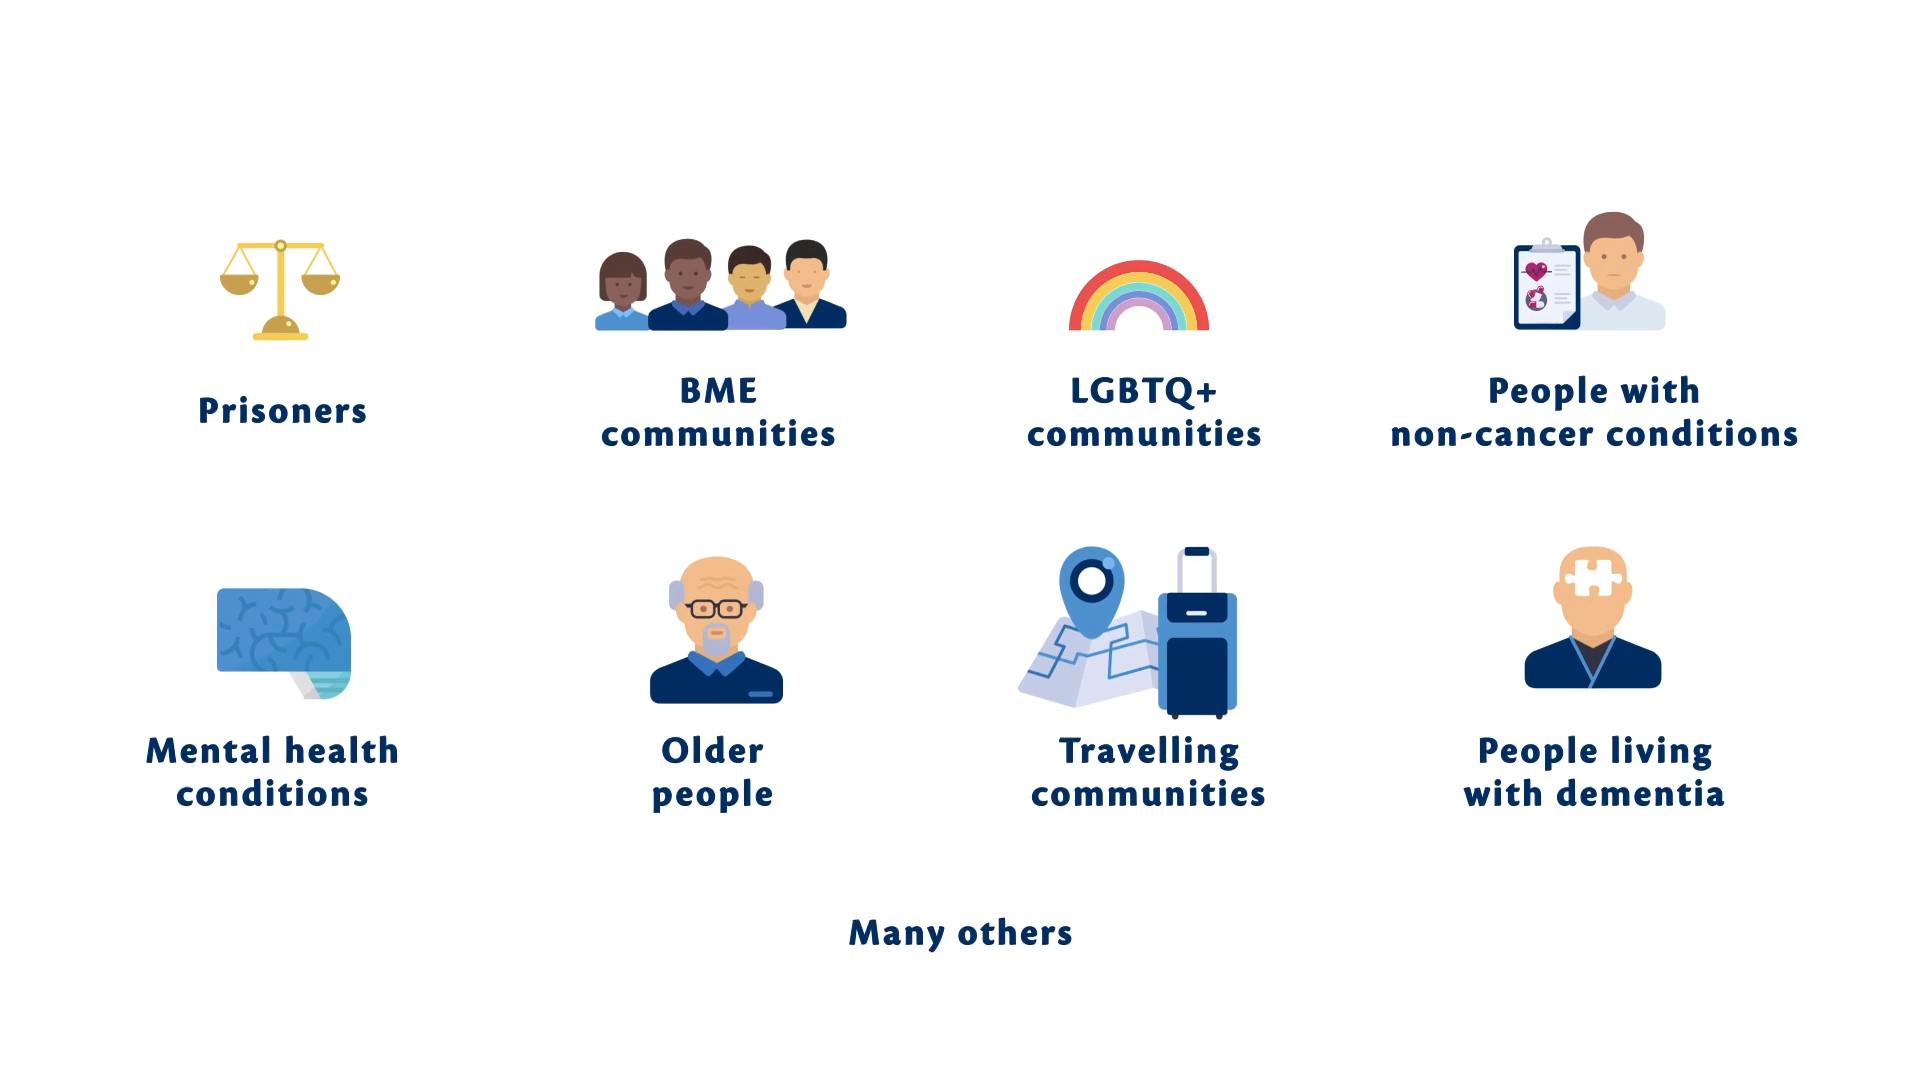 Prisoners
BME
communities
LGBTQ+
communities
People with
non-cancer conditions
Mental health
conditions
Older
people
Travelling
communities
People living
with dementia
Many others